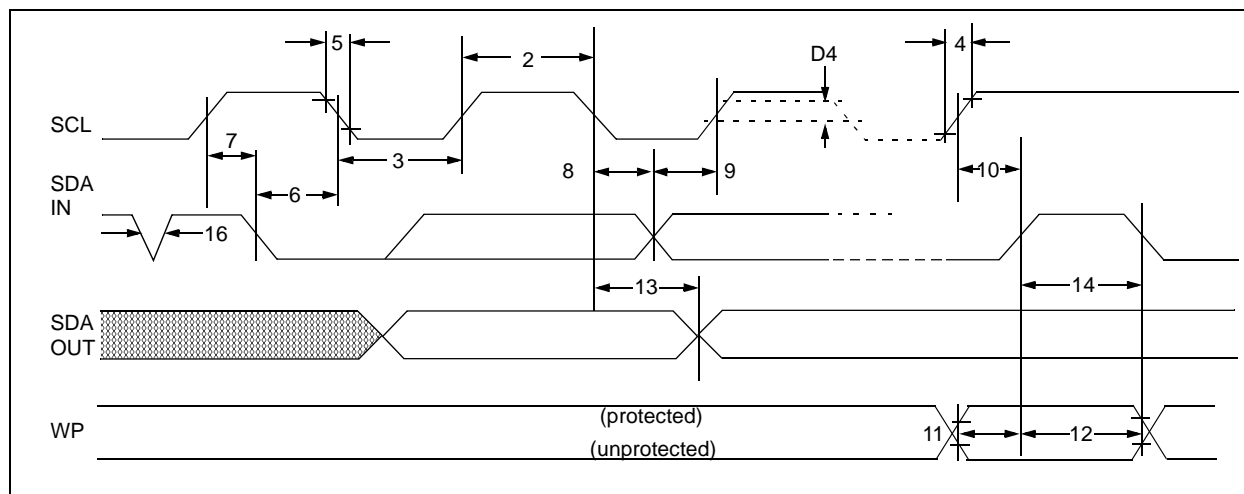 5
2
D4
4
SCL
7
3
8
9
10
SDA
IN
6
16
13
14
SDA
OUT
WP
(protected)
11
12
(unprotected)